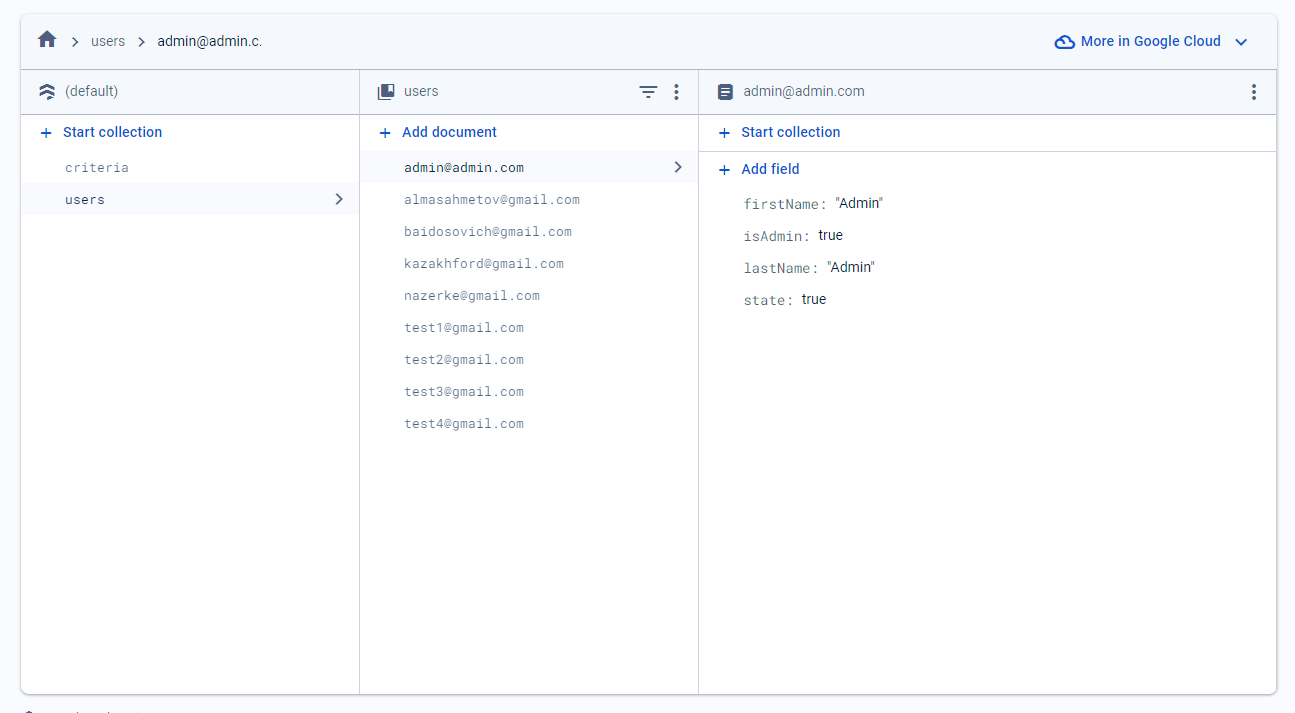 users
admin@admin.c.
More in Google Cloud
(default)
Start collection
criteria
users
users
Add document
admin@admin.com
almasahmetov@gmail.com
baidosovich@gmail.com
kazakhford@gmail.com
nazerke@gmail.com
test1@gmail.com
test2@gmail.com
test3@gmail.com
test4@gmail.com
admin@admin.com
Start collection
Add field
firstName: "Admin"
isAdmin: true
lastName: "Admin"
state: true